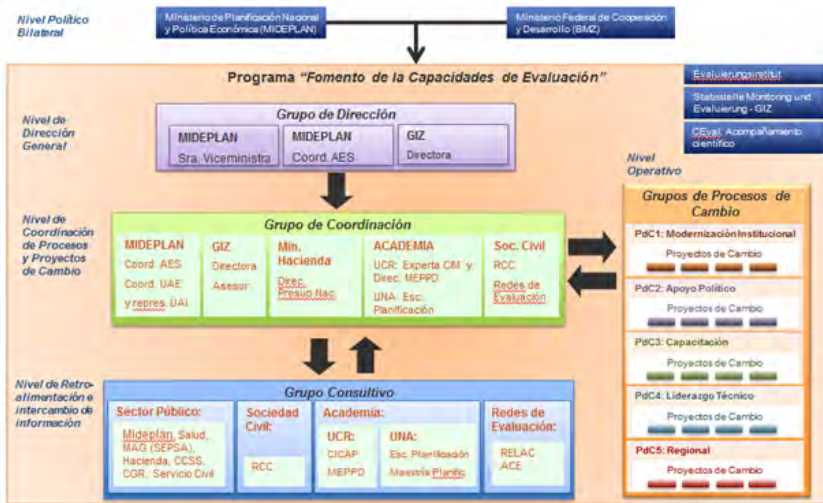 Nivel Político
Bilateral
Ministerio de Planificación Nacional
y Política Económica (MIDEPLAN)
Ministerio Federal de Cooperación
y Desarrollo (BMZ)
Programa "Fomento de la Capacidades de Evaluación"
Evaluierungsinstitut
Stabsstelle Monitoring und
Evaluierung - GIZ
CEval: Acompañamiento
científico
Nivel de
Dirección
General
Grupo de Dirección
MIDEPLAN
Sra. Viceministra
MIDEPLAN
Coord. AES
GIZ
Directora
Nivel
Operativo
Nivel de
Coordinación
de Procesos
y Proyectos
de Cambio
Grupo de Coordinación
MIDEPLAN
Coord. AES
Coord. UAE
y repres. UAI
GIZ
Directora
Asesor
Min.
Hacienda
Direc.
Presup Nac.
ACADEMIA
UCR: Experta CIM y
Direc. MEPPD
UNA: Esc.
Planificación
Soc. Civil
RCC
Redes de
Evaluación
Grupos de Procesos de
Cambio
PdC1: Modernización Institucional
Proyectos de Cambio
PdC2: Apoyo Político
Proyectos de Cambio
PdC3: Capacitación
Proyectos de Cambio
PdC4: Liderazgo Técnico
Proyectos de Cambio
PdC5: Regional
Proyectos de Cambio
Nivel de Retro-
alimentación e
intercambio de
información
Grupo Consultivo
Sector Público:
Mideplan, Salud,
MAG (SEPSA),
Hacienda, CCSS,
CGR, Servicio Civil
Sociedad
Civil:
RCC
Academia:
UCR:
CICAP
MEPPD
UNA:
Esc. Planificación
Maestría Planific
Redes de
Evaluación:
RELAC
ACE